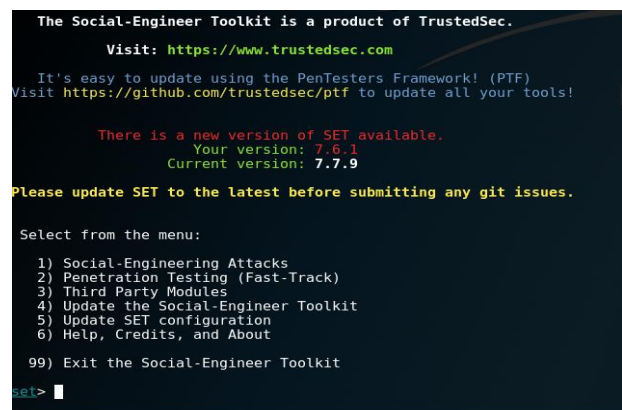 The Social-Engineer Toolkit is a product of TrustedSec.
Visit: https://www.trustedsec.com
It's easy to update using the PenTesters Framework! (PTF)
Visit https://github.com/trustedsec/ptf to update all your tools!
There is a new version of SET available.
Your version: 7.6.1
Current version: 7.7.9
Please update SET to the latest before submitting any git issues.
Select from the menu:
1) Social-Engineering Attacks
2) Penetration Testing (Fast-Track)
3) Third Party Modules
4) Update the Social-Engineer Toolkit
5) Update SET configuration
6) Help, Credits, and About
99) Exit the Social-Engineer Toolkit
set>